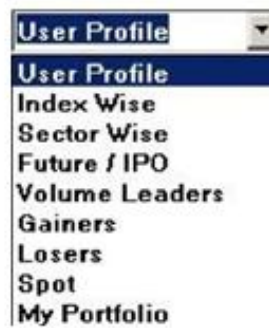 User Profile
User Profile
Index Wise
Sector Wise
Future / IPO
Volume Leaders
Gainers
Losers
Spot
My Portfolio